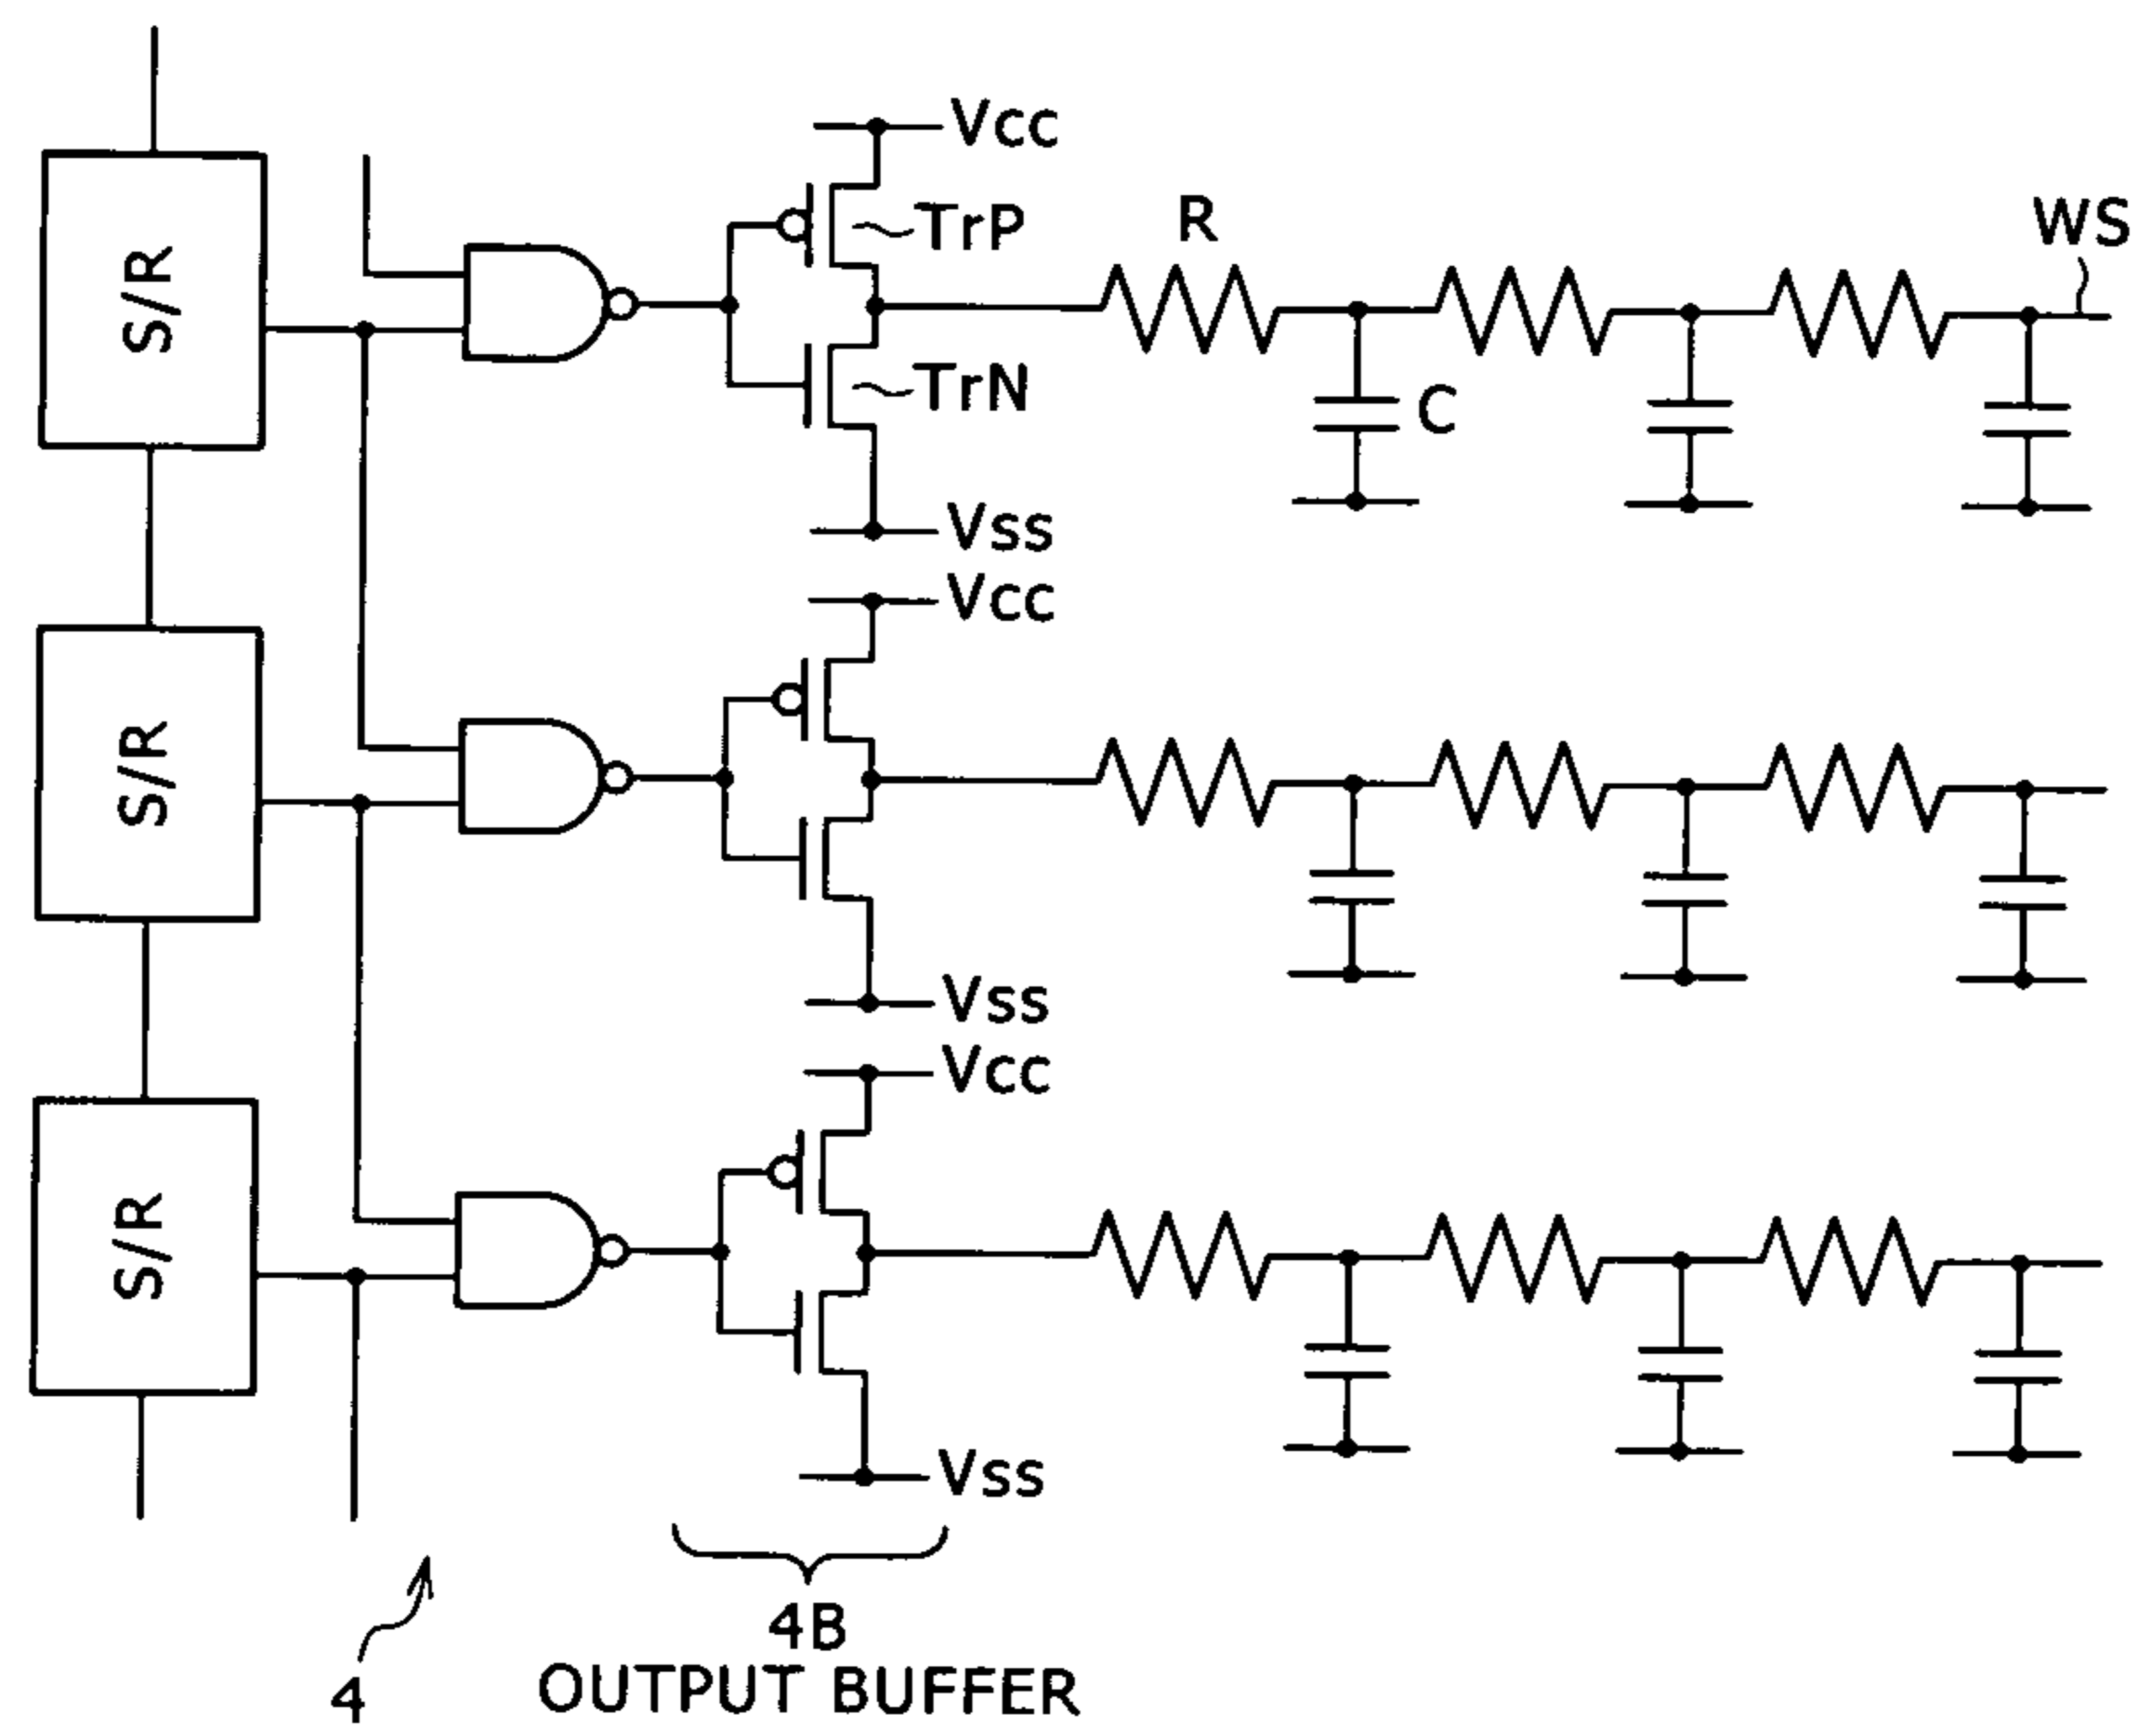 Vcc
S/R
TrP
R
WS
TrN
C
Vss
Vcc
S/R
Vss
Vcc
S/R
Vss
4B
4
OUTPUT BUFFER